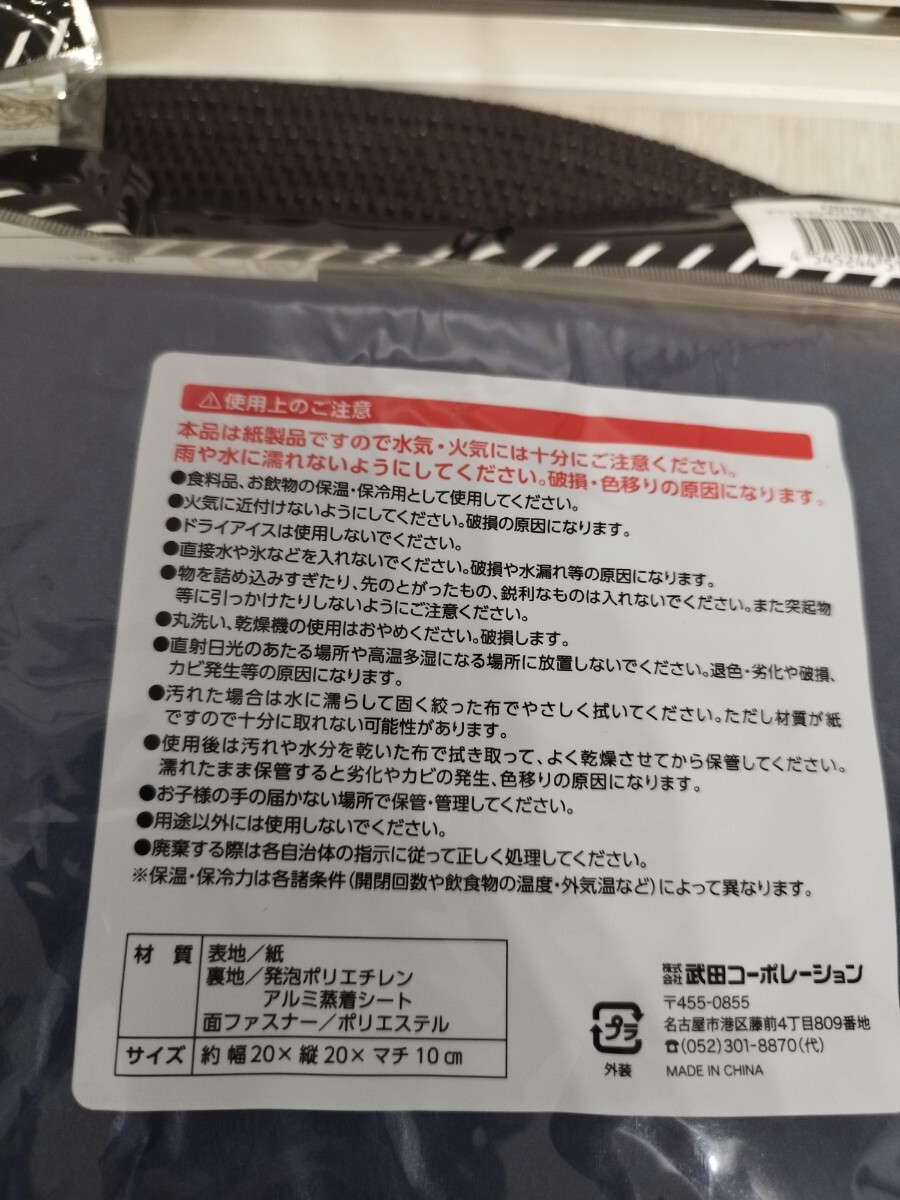 ⚠使用上のご注意
本品は紙製品ですので水気・火気には十分にご注意ください。
雨や水に濡れないようにしてください。破損・色移りの原因になります。
●食料品、お飲物の保温・保冷用として使用してください。
●火気に近付けないようにしてください。破損の原因になります。
●ドライアイスは使用しないでください。
●直接水や氷などを入れないでください。破損や水漏れ等の原因になります。
●物を詰め込みすぎたり、先のとがったもの、鋭利なものは入れないでください。また突起物
等に引っかけたりしないようにご注意ください。
●丸洗い、乾燥機の使用はおやめください。破損します。
●直射日光のあたる場所や高温多湿になる場所に放置しないでください。退色・劣化や破損、
カビ発生等の原因になります。
●汚れた場合は水に濡らして固く絞った布でやさしく拭いてください。ただし材質が紙
ですので十分に取れない可能性があります。
●使用後は汚れや水分を乾いた布で拭き取って、よく乾燥させてから保管してください。
濡れたまま保管すると劣化やカビの発生、色移りの原因になります。
●お子様の手の届かない場所で保管・管理してください。
●用途以外には使用しないでください。
●廃棄する際は各自治体の指示に従って正しく処理してください。
※保温・保冷力は各諸条件(開閉回数や飲食物の温度・外気温など)によって異なります。
材 質 表地/紙
裏地/発泡ポリエチレン
アルミ蒸着シート
面ファスナー/ポリエステル
サイズ 約 幅20×縦20×マチ10㎝
プラ
外装
株式会社 武田コーポレーション
〒455-0855
名古屋市港区藤前4丁目809番地
☎(052)301-8870(代)
MADE IN CHINA